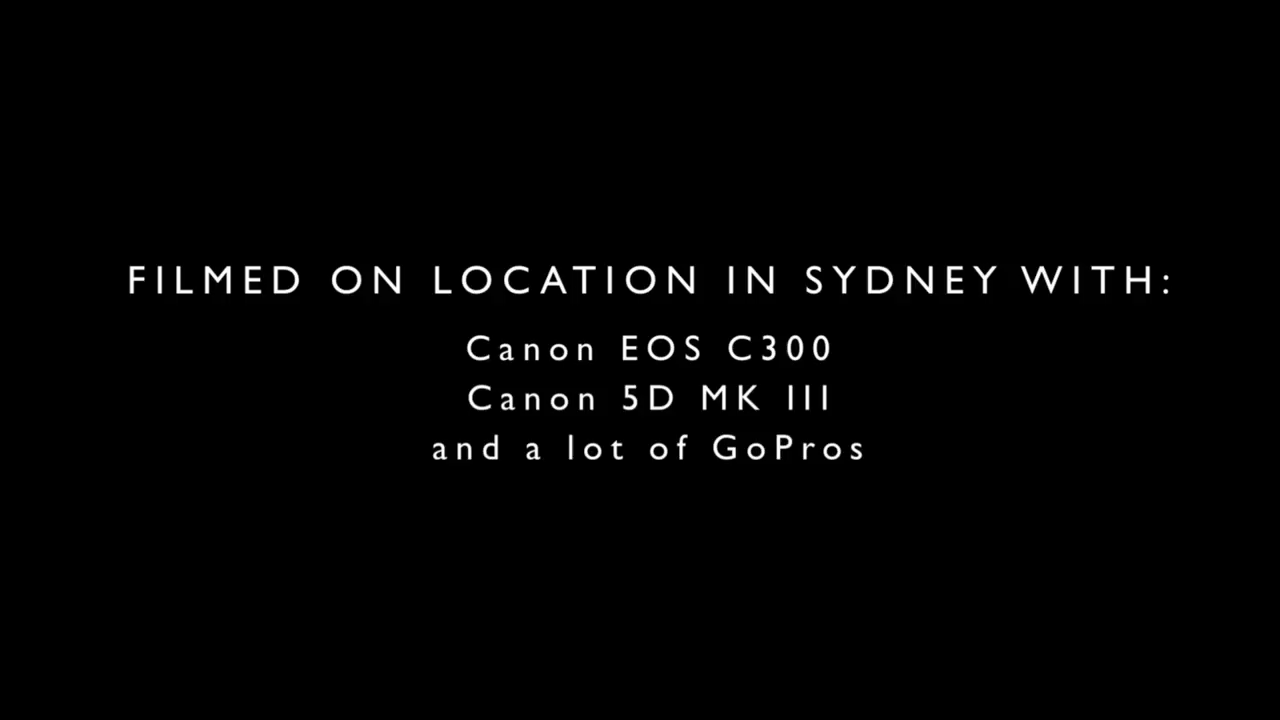 FILMED ON LOCATION IN SYDNEY WITH:
Canon EOS C300
Canon 5D MK III
and a lot of GoPros